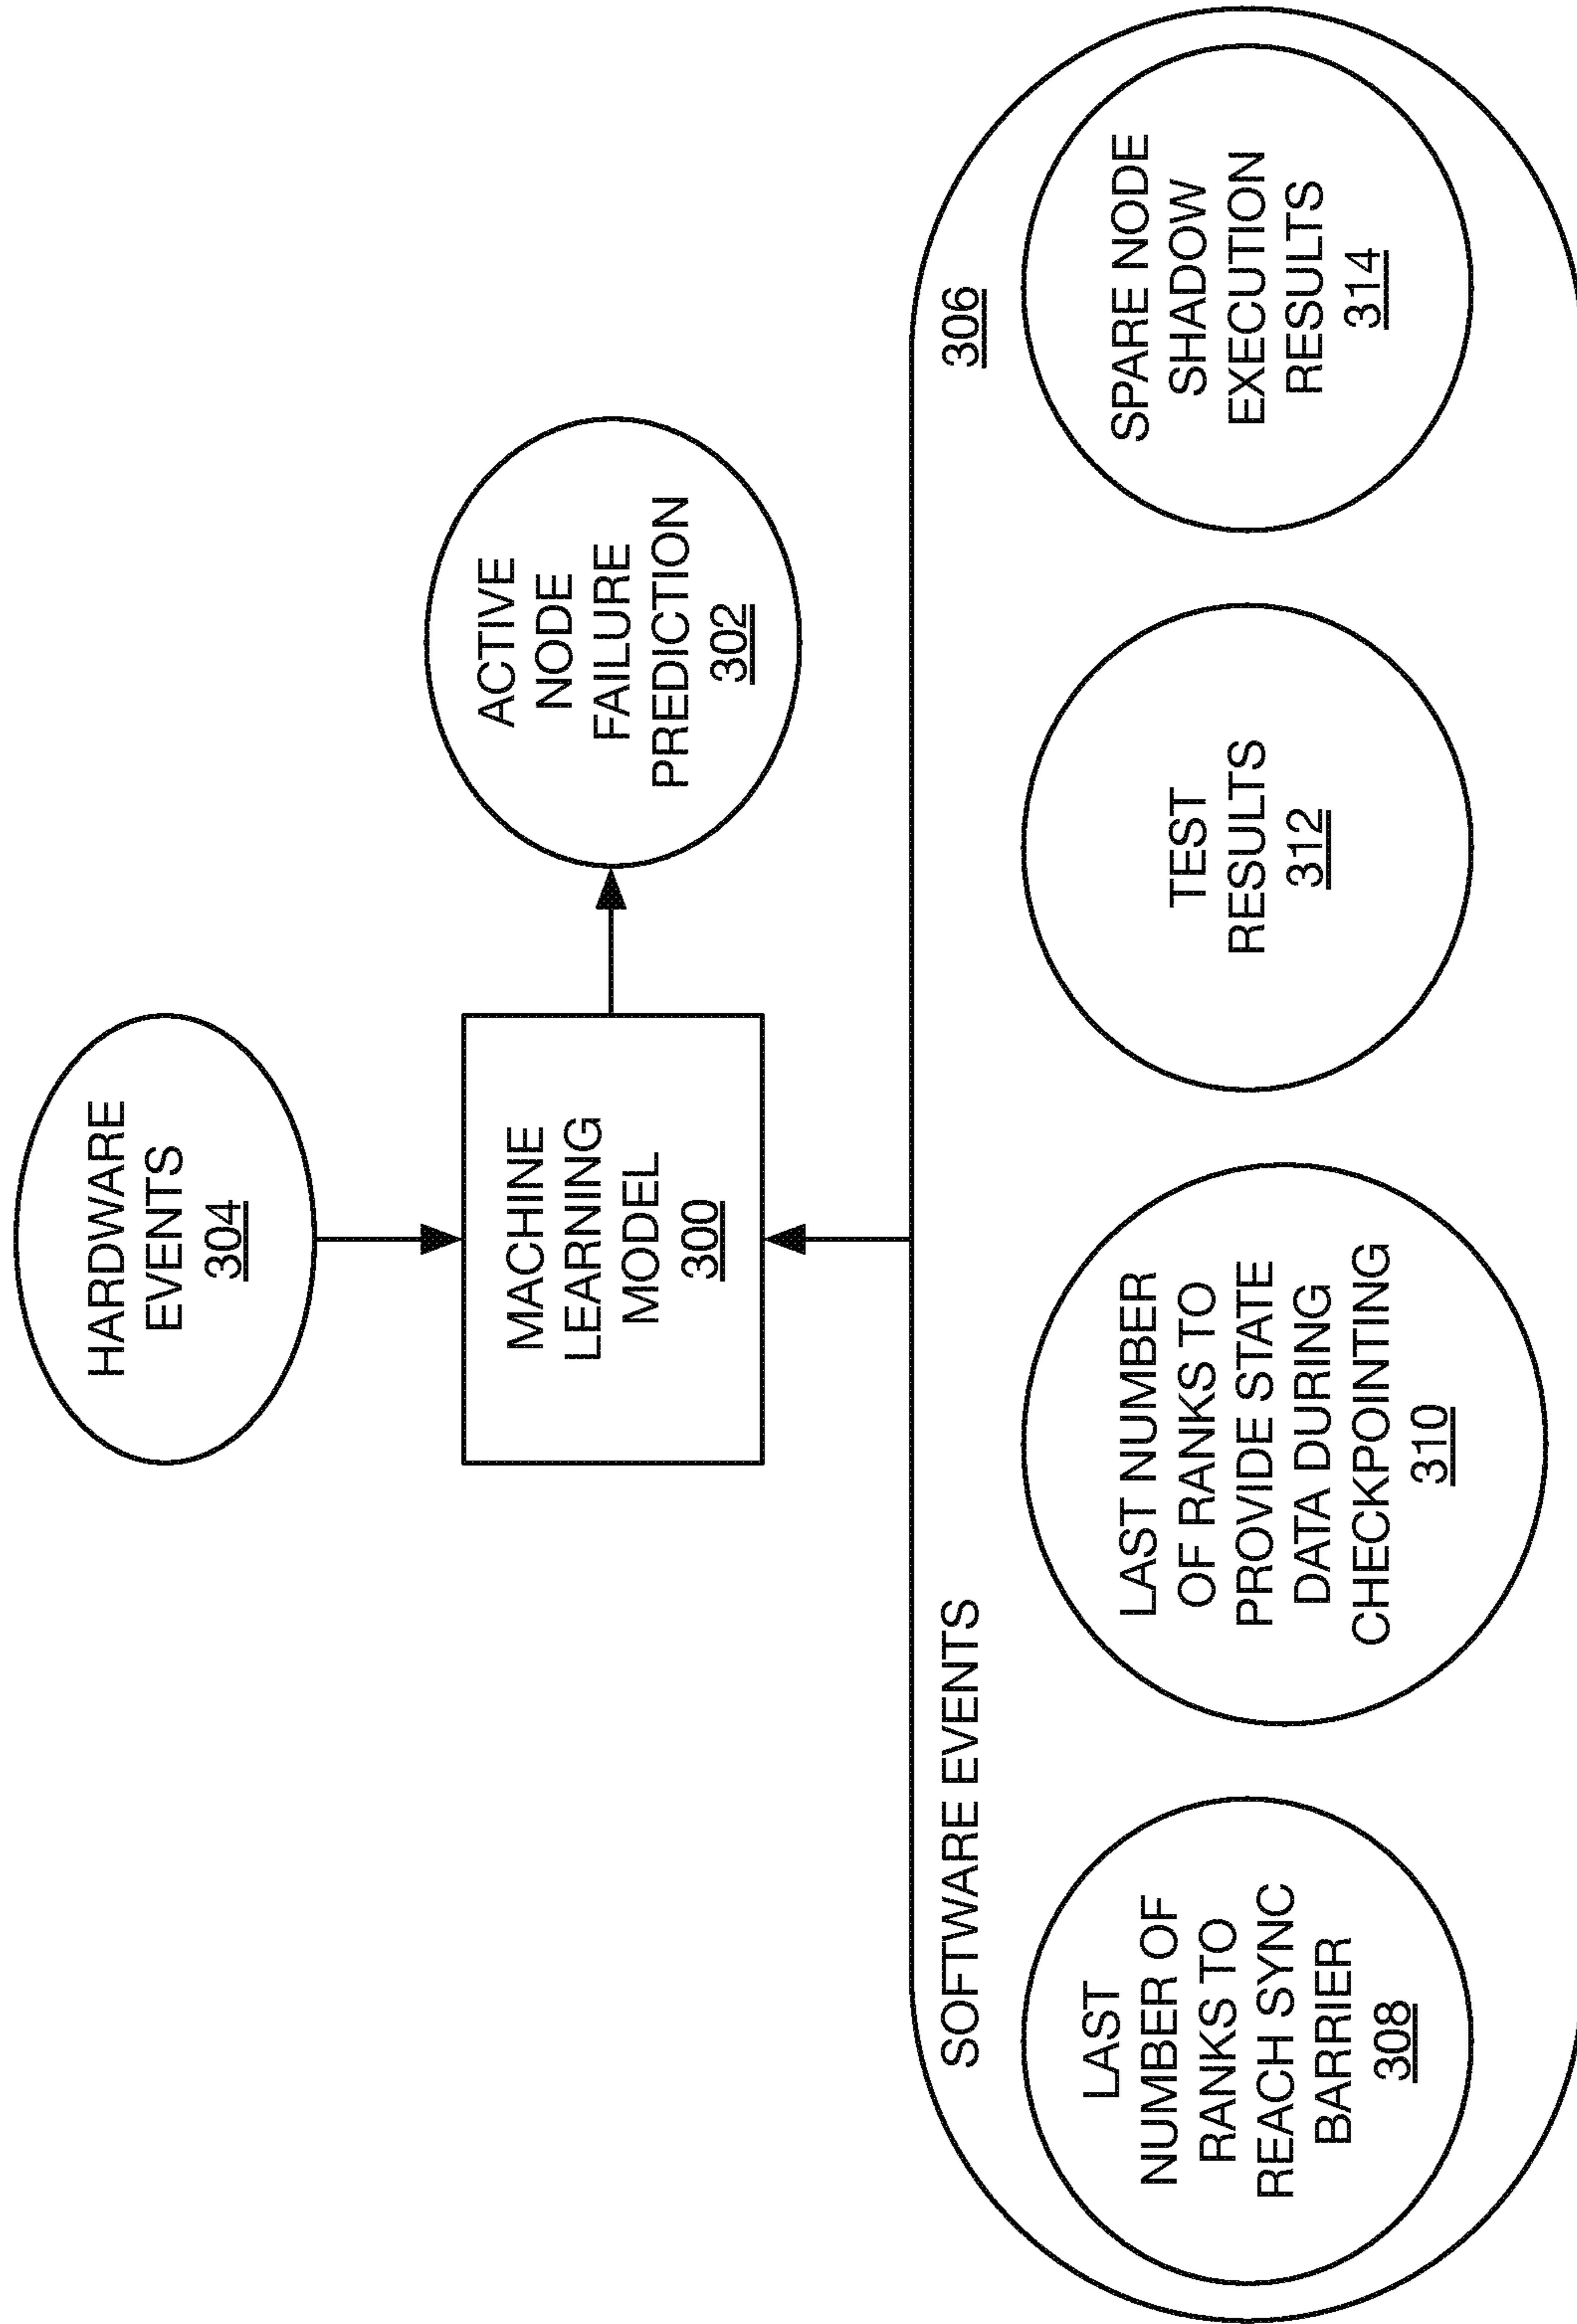 HARDWARE
EVENTS
304
MACHINE
LEARNING
MODEL
300
ACTIVE
NODE
FAILURE
PREDICTION
302
SOFTWARE EVENTS
306
LAST
NUMBER OF
RANKS TO
REACH SYNC
BARRIER
308
LAST NUMBER
OF RANKS TO
PROVIDE STATE
DATA DURING
CHECKPOINTING
310
TEST
RESULTS
312
SPARE NODE
SHADOW
EXECUTION
RESULTS
314